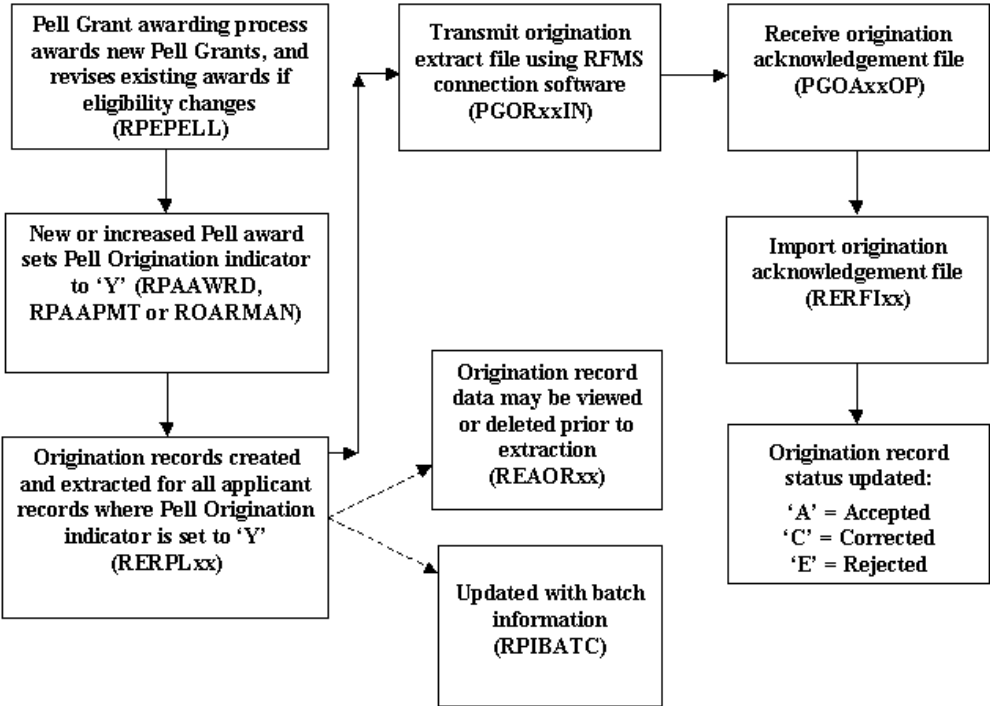 Pell Grant awarding process
awards new Pell Grants, and
revises existing awards if
eligibility changes
(RPEPELL)
New or increased Pell award
sets Pell Origination indicator
to ‘Y’ (RPAAWRD,
RPAAPMT or ROARMAN)
Origination records created
and extracted for all applicant
records where Pell Origination
indicator is set to ‘Y’
(RERPLxx)
Transmit origination
extract file using RFMS
connection software
(PGORxxIN)
Origination record
data may be viewed
or deleted prior to
extraction
(REAORxx)
Updated with batch
information
(RPIBATC)
Receive origination
acknowledgement file
(PGOAxxOP)
Import origination
acknowledgement file
(RERFIxx)
Origination record
status updated:
‘A’ = Accepted
‘C’ = Corrected
‘E’ = Rejected